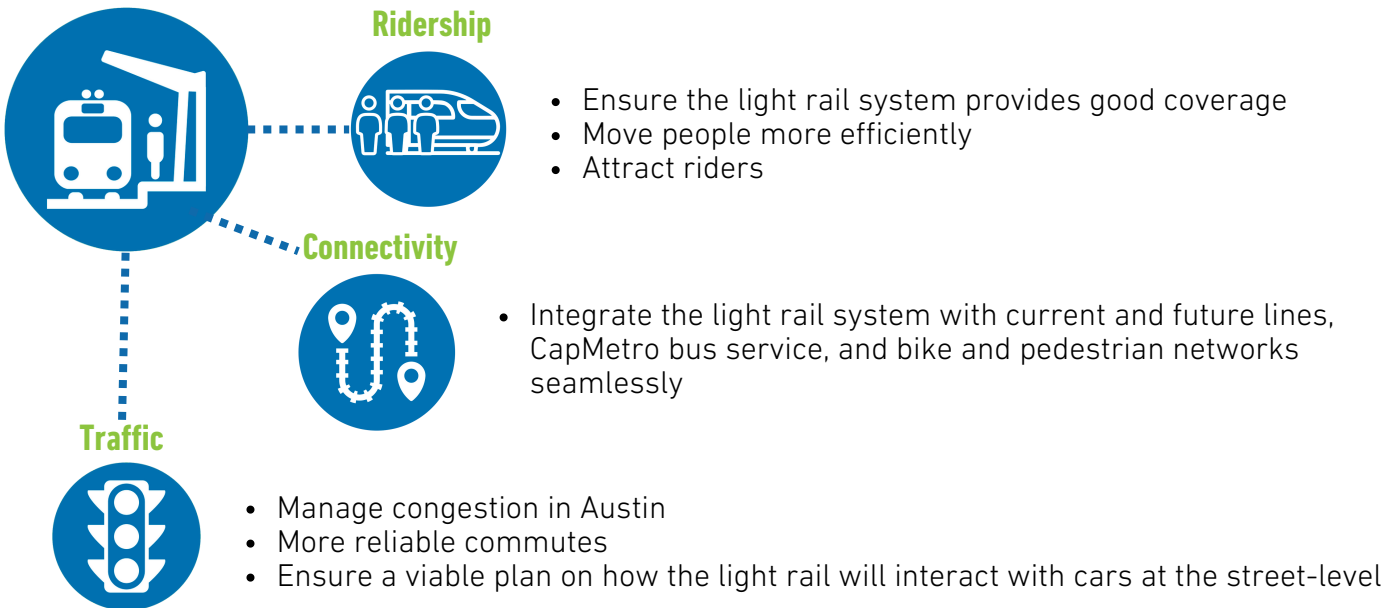 Ridership
• Ensure the light rail system provides good coverage
• Move people more efficiently
• Attract riders
Connectivity
• Integrate the light rail system with current and future lines,
CapMetro bus service, and bike and pedestrian networks
seamlessly
Traffic
• Manage congestion in Austin
• More reliable commutes
• Ensure a viable plan on how the light rail will interact with cars at the street-level